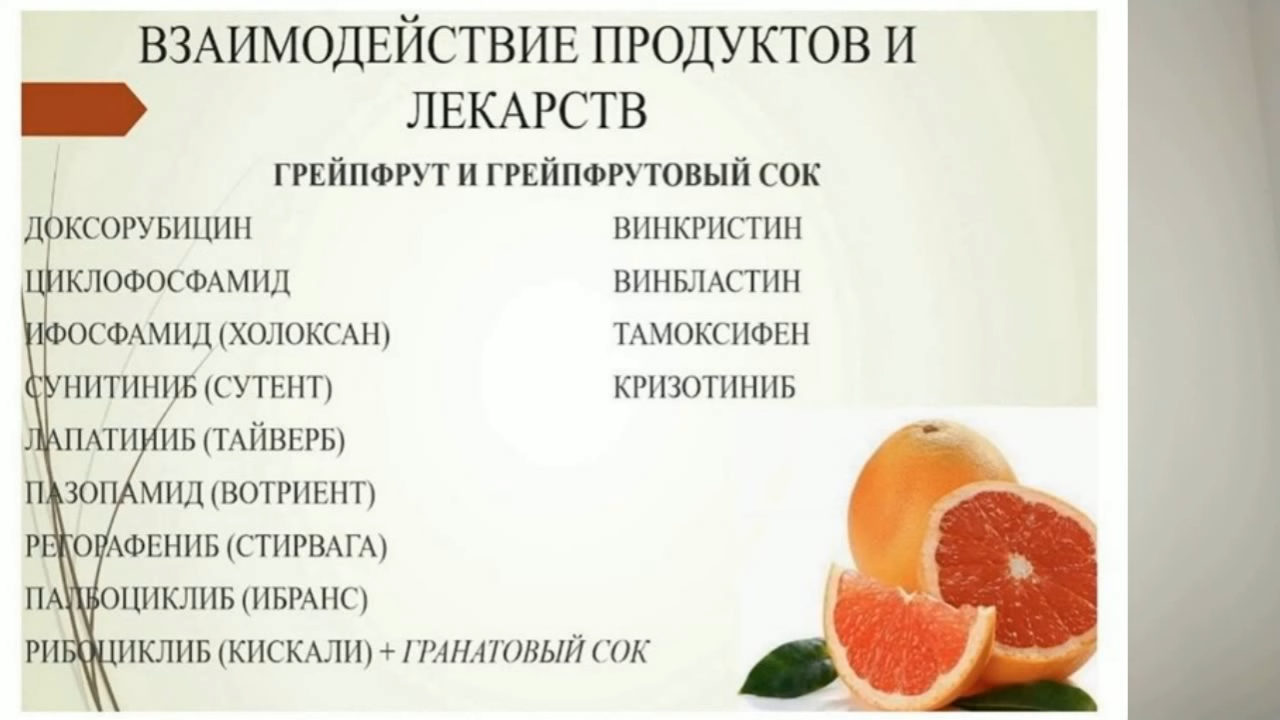 ВЗАИМОДЕЙСТВИЕ ПРОДУКТОВ И
ЛЕКАРСТВ
ГРЕЙПФРУТ И ГРЕЙПФРУТОВЫЙ СОК
ДОКСОРУБИЦИН
ЦИКЛОФОСФАМИД
ИФОСФАМИД (ХОЛОКСАН)
СУНИТИНИБ (СУТЕНТ)
ЛАПАТИНИБ (ТАЙВЕРБ)
ПАЗОПАМИД (ВОТРИЕНТ)
РЕГОРАФЕНИБ (СТИРВАГА)
ПАЛБОЦИКЛИБ (ИБРАНС)
РИБОЦИКЛИБ (КИСКАЛИ) + ГРАНАТОВЫЙ СОК
ВИНКРИСТИН
ВИНБЛАСТИН
ТАМОКСИФЕН
КРИЗОТИНИБ